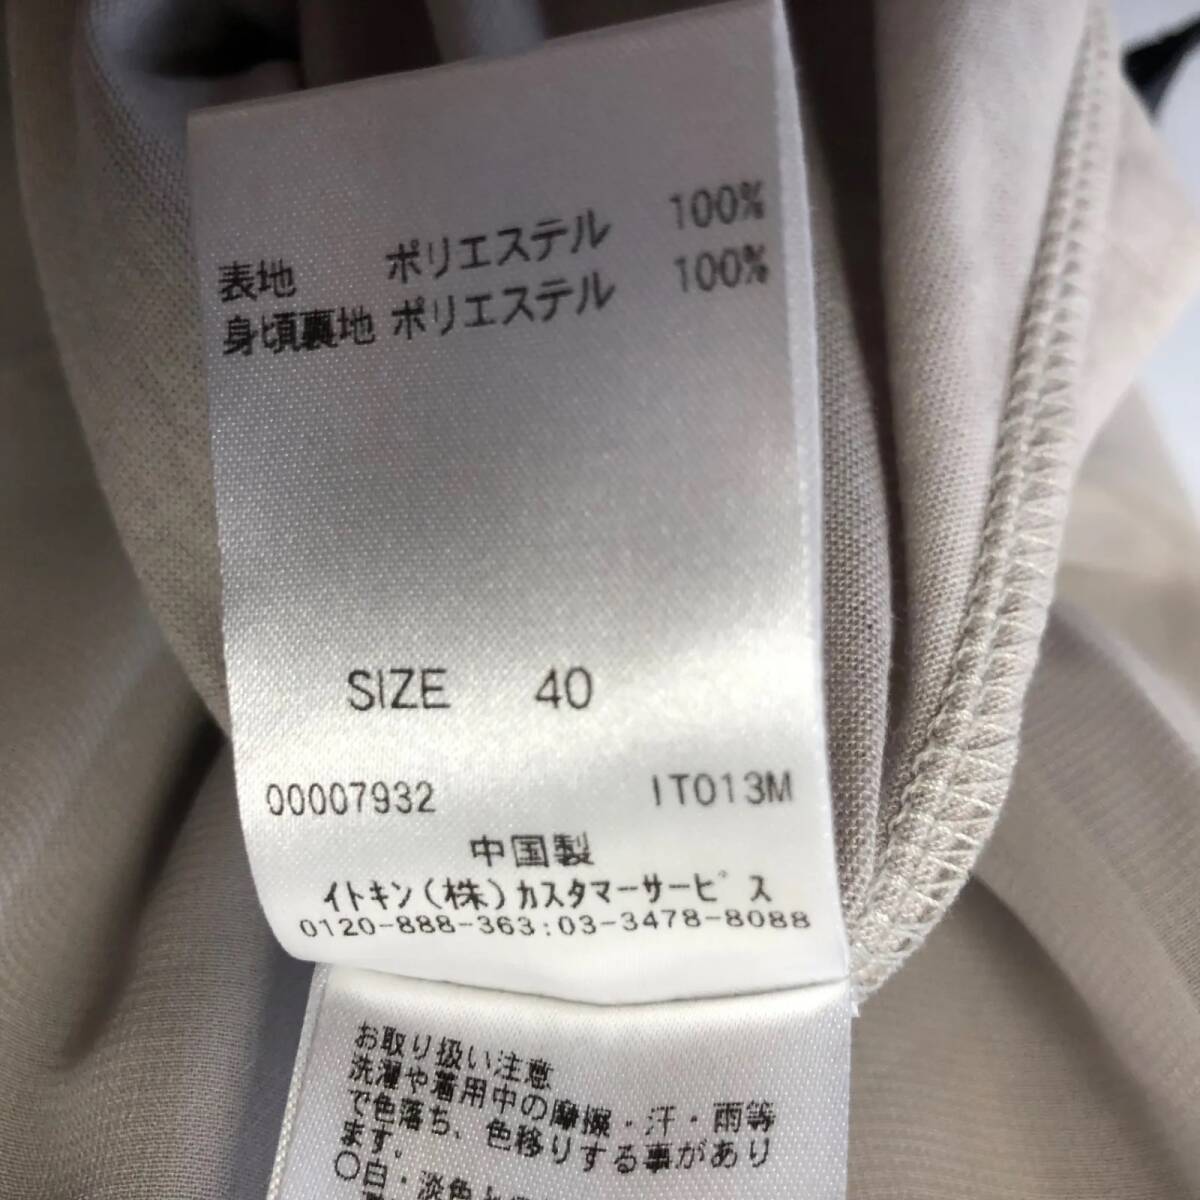 表地 ポリエステル 100%
身頃裏地 ポリエステル 100%
SIZE 40
00007932 IT013M
中国製
イトキン(株)カスタマーサービス
0120-888-363:03-3478-8088
お取り扱い注意
洗濯や着用中の摩擦・汗・雨等
で色落ち、色移りする事があり
ます。
○白・淡色と